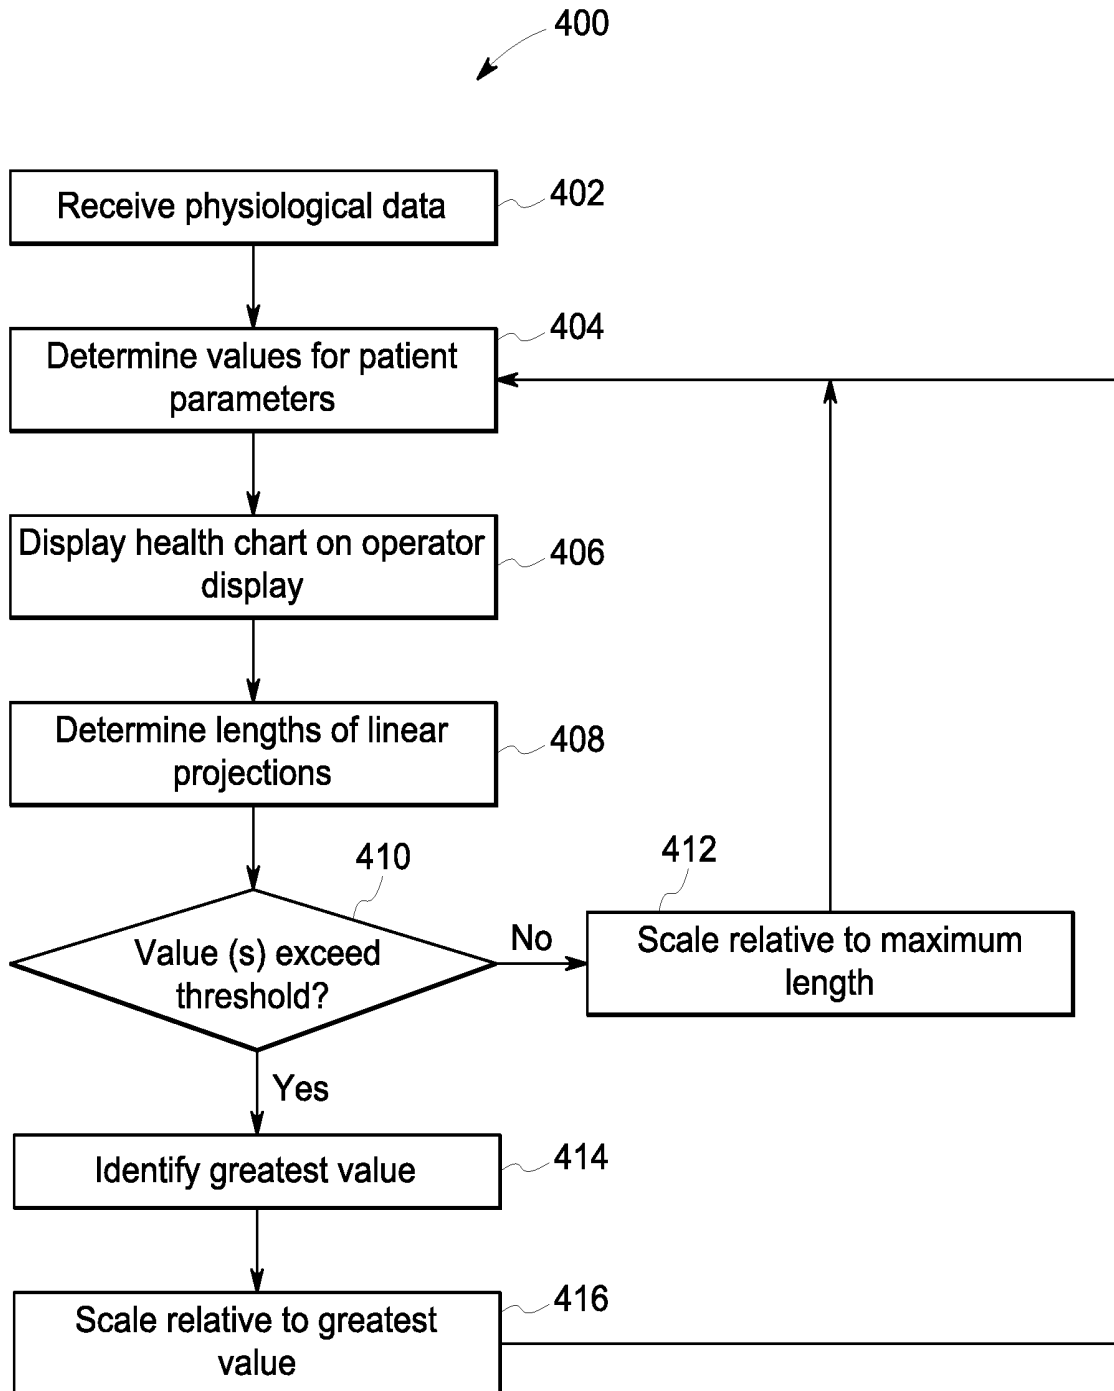 400
Receive physiological data
402
Determine values for patient
parameters
404
Display health chart on operator
display
406
Determine lengths of linear
projections
408
Value (s) exceed
threshold?
410
No
Scale relative to maximum
length
412
Yes
Identify greatest value
414
Scale relative to greatest
value
416